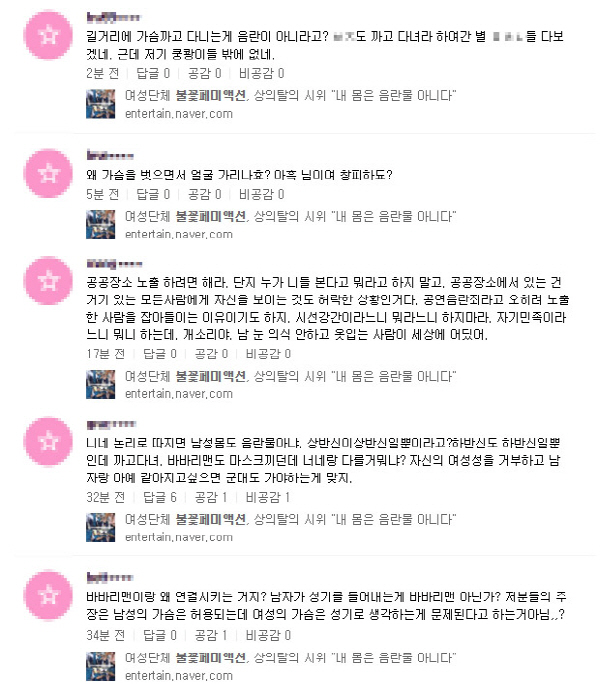 길거리에 가슴까고 다니는게 음란이 아니라고? 도 까고 다녀라 하여간 별 들 다보
겠네. 근데 저기 쿵쾅이들 밖에 없네.
2분 전 | 답글 0 | 공감 0 | 비공감 0
여성단체 불꽃페미액션, 상의탈의 시위 "내 몸은 음란물 아니다"
entertain.naver.com
왜 가슴을 벗으면서 얼굴 가리나호? 아흑 님이여 창피하됴?
5분 전 | 답글 0 | 공감 0 | 비공감 0
여성단체 불꽃페미액션, 상의탈의 시위 "내 몸은 음란물 아니다"
entertain.naver.com
공공장소 노출 하려면 해라. 단지 누가 니들 본다고 뭐라고 하지 말고. 공공장소에서 있는 건
거기 있는 모든사람에게 자신을 보이는 것도 허락한 상황인거다. 공연음란죄라고 오히려 노출
한 사람을 잡아들이는 이유이기도 하지. 시선강간이라느니 뭐라느니 하지마라. 자기민족이라
느니 뭐니 하는데. 개소리야. 남 눈 의식 안하고 옷입는 사람이 세상에 어딨어.
17분 전 | 답글 0 | 공감 0 | 비공감 0
여성단체 불꽃페미액션, 상의탈의 시위 "내 몸은 음란물 아니다"
entertain.naver.com
니네 논리로 따지면 남성몸도 음란물아냐. 상반신이상반신일뿐이라고?하반신도 하반신일뿐
인데 까고다녀. 바바리맨도 마스크끼던데 너네랑 다를거뭐냐? 자신의 여성성을 거부하고 남
자랑 아예 같아지고싶으면 군대도 가야하는게 맞지.
32분 전 | 답글 6 | 공감 1 | 비공감 1
여성단체 불꽃페미액션, 상의탈의 시위 "내 몸은 음란물 아니다"
entertain.naver.com
바바리맨이랑 왜 연결시키는 거지? 남자가 성기를 들어내는게 바바리맨 아닌가? 저분들의 주
장은 남성의 가슴은 허용되는데 여성의 가슴은 성기로 생각하는게 문제된다고 하는거아님,,?
34분 전 | 답글 0 | 공감 1 | 비공감 0
여성단체 불꽃페미액션, 상의탈의 시위 "내 몸은 음란물 아니다"
entertain.naver.com